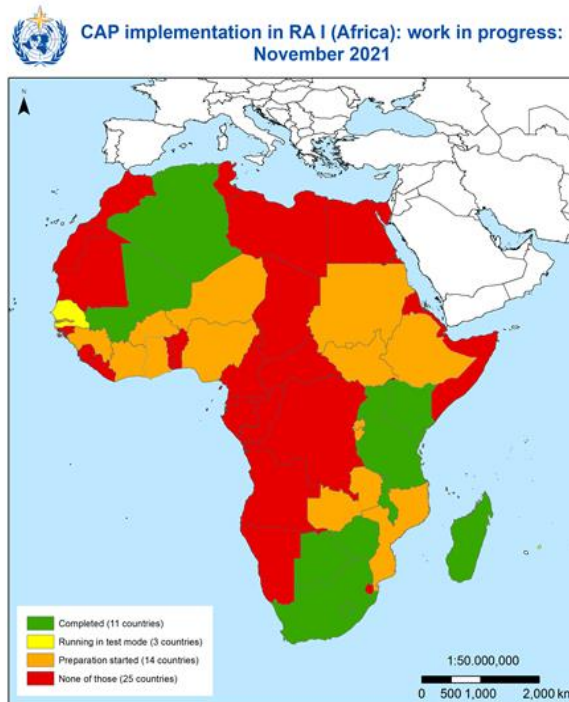 CAP implementation in RA I (Africa): work in progress:
November 2021
N
Completed (11 countries)
Running in test mode (3 countries)
Preparation started (14 countries)
None of those (25 countries)
1:50.000,000
0 500 1,000 2,000 km